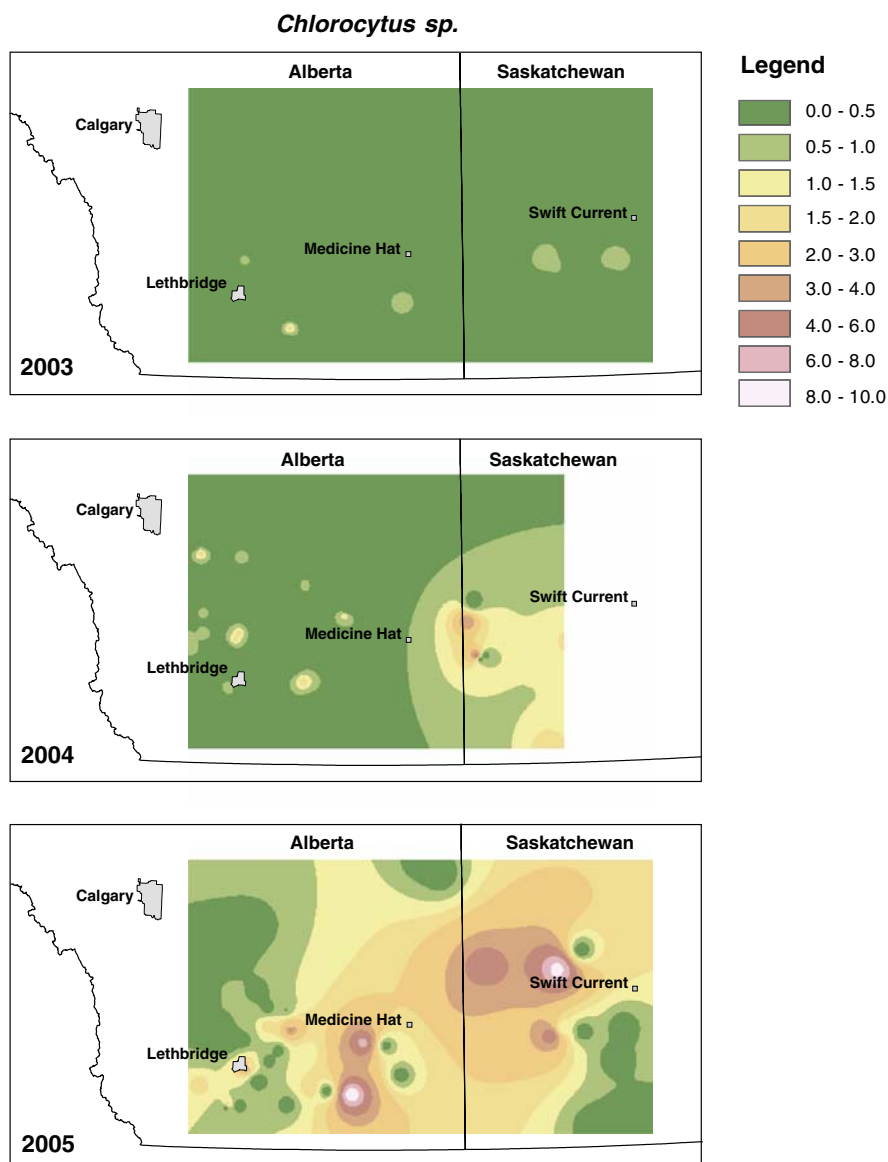 Chlorocytus sp.
Alberta Saskatchewan
Calgary
Swift Current
Medicine Hat
Lethbridge
2003
Legend
0.0 - 0.5
0.5 - 1.0
1.0 - 1.5
1.5 - 2.0
2.0 - 3.0
3.0 - 4.0
4.0 - 6.0
6.0 - 8.0
8.0 - 10.0
Alberta Saskatchewan
Calgary
Swift Current
Medicine Hat
Lethbridge
2004
Alberta Saskatchewan
Calgary
Swift Current
Medicine Hat
Lethbridge
2005